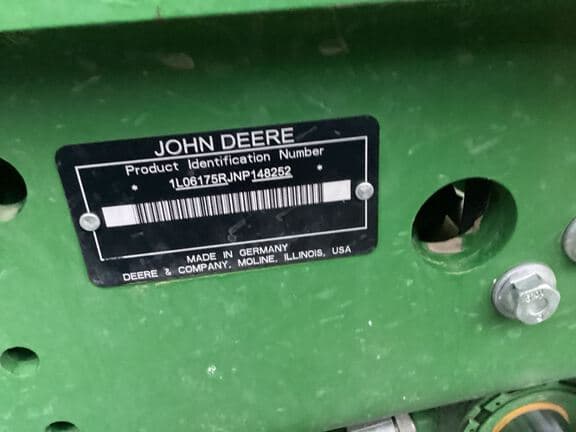 JOHN DEERE
Product Identification Number
* 1L06175RJNP148252 *
MADE IN GERMANY
DEERE & COMPANY, MOLINE, ILLINOIS, USA